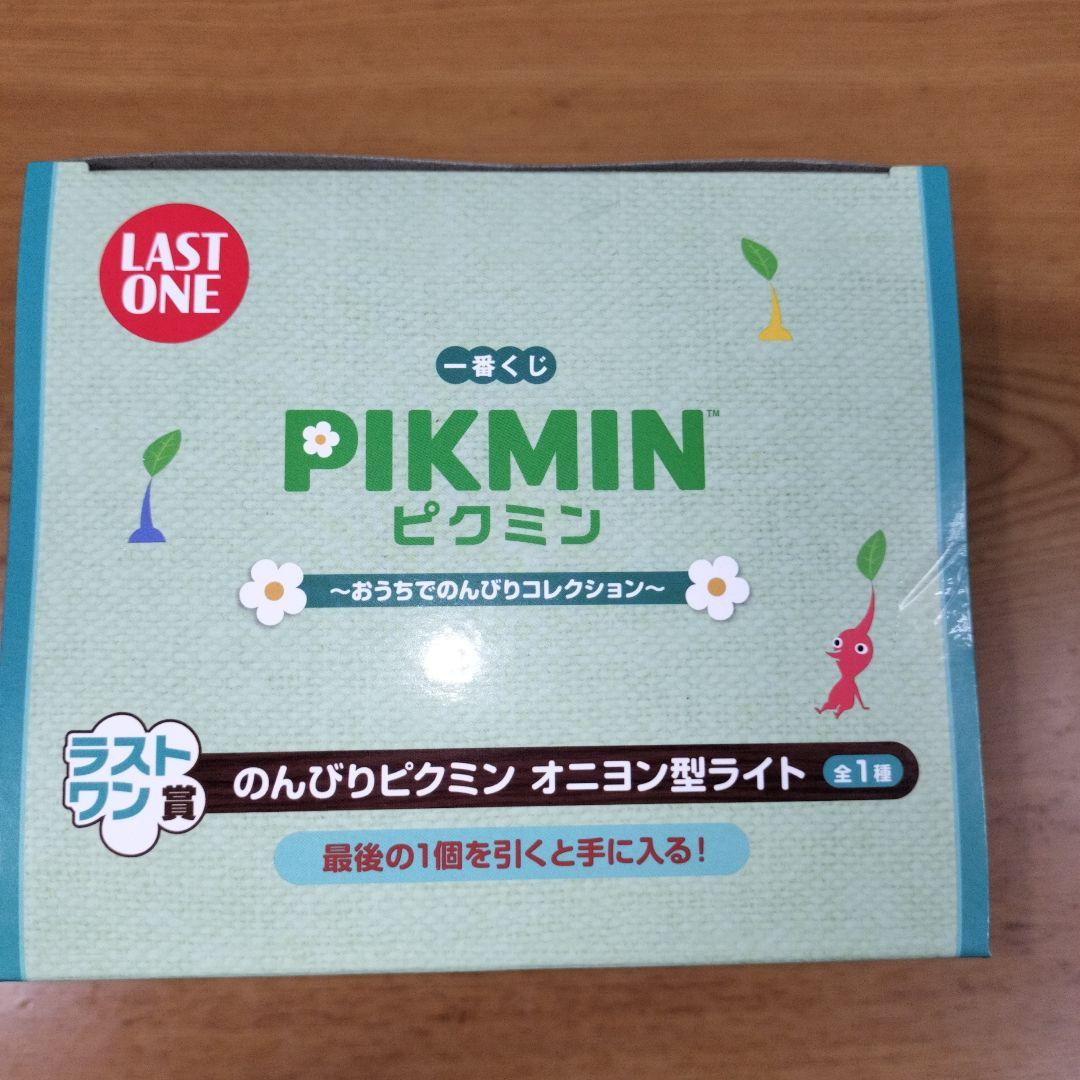 LAST
ONE
一番くじ
PIKMIN™
ピクミン
～おうちでのんびりコレクション～
ラスト
ワン賞
のんびりピクミン オニヨン型ライト 全1種
最後の1個を引くと手に入る!